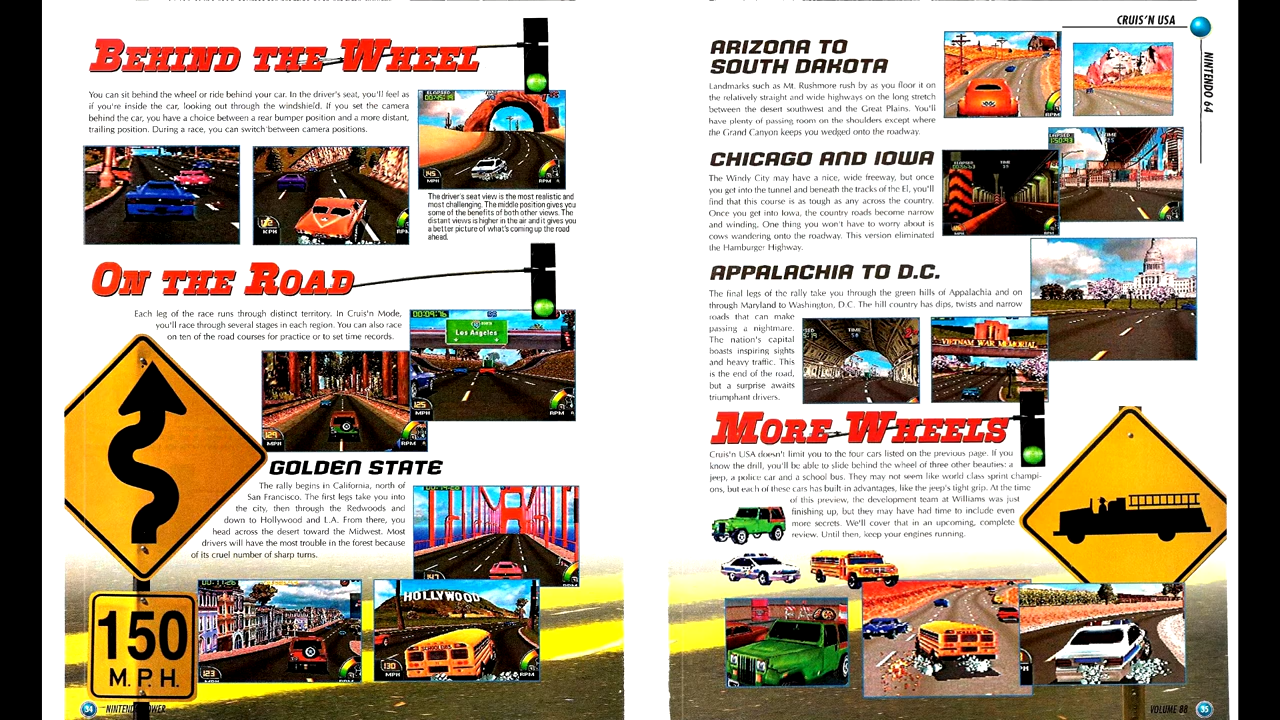 BEHIND THE WHEEL
You can sit behind the wheel or ride behind your car. In the driver's seat, you'll feel as
if you're inside the car, looking out through the windshield. If you set the camera
behind the car, you have a choice between a rear bumper position and a more distant,
trailing position. During a race, you can switch between camera positions.
The driver's seat view is the most realistic and
most challenging. The middle position gives you
some of the benefits of both other views. The
distant views is higher in the air and it gives you
a better picture of what's coming up the road
ahead.
ON THE ROAD
Each leg of the race runs through distinct territory. In Cruis'n Mode,
you'll race through several stages in each region. You can also race
on ten of the road courses for practice or to set time records.
Los Angeles
GOLDEN STATE
The rally begins in California, north of
San Francisco. The first legs take you into
the city, then through the Redwoods and
down to Hollywood and L.A. From there, you
head across the desert toward the Midwest. Most
drivers will have the most trouble in the forest because
of its cruel number of sharp turns.
HOLLYWOOD
150
M.P.H.
34 NINTENDO POWER
CRUIS'N USA
NINTENDO 64
ARIZONA TO
SOUTH DAKOTA
Landmarks such as Mt. Rushmore rush by as you floor it on
the relatively straight and wide highways on the long stretch
between the desert southwest and the Great Plains. You'll
have plenty of passing room on the shoulders except where
the Grand Canyon keeps you wedged onto the roadway.
CHICAGO AND IOWA
The Windy City may have a nice, wide freeway, but once
you get into the tunnel and beneath the tracks of the El, you'll
find that this course is as tough as any across the country.
Once you get into Iowa, the country roads become narrow
and winding. One thing you won't have to worry about is
cows wandering onto the roadway. This version eliminated
the Hamburger Highway.
APPALACHIA TO D.C.
The final legs of the rally take you through the green hills of Appalachia and on
through Maryland to Washington, D.C. The hill country has dips, twists and narrow
roads that can make
passing a nightmare.
The nation's capital
boasts inspiring sights
and heavy traffic. This
is the end of the road,
but a surprise awaits
triumphant drivers.
VIETNAM WAR MEMORIAL
MORE WHEELS
Cruis'n USA doesn't limit you to the four cars listed on the previous page. If you
know the drill, you'll be able to slide behind the wheel of three other beauties: a
jeep, a police car and a school bus. They may not seem like world class sprint champi-
ons, but each of these cars has built-in advantages, like the jeep's tight grip. At the time
of this preview, the development team at Williams was just
finishing up, but they may have had time to include even
more secrets. We'll cover that in an upcoming, complete
review. Until then, keep your engines running.
VOLUME 88 35